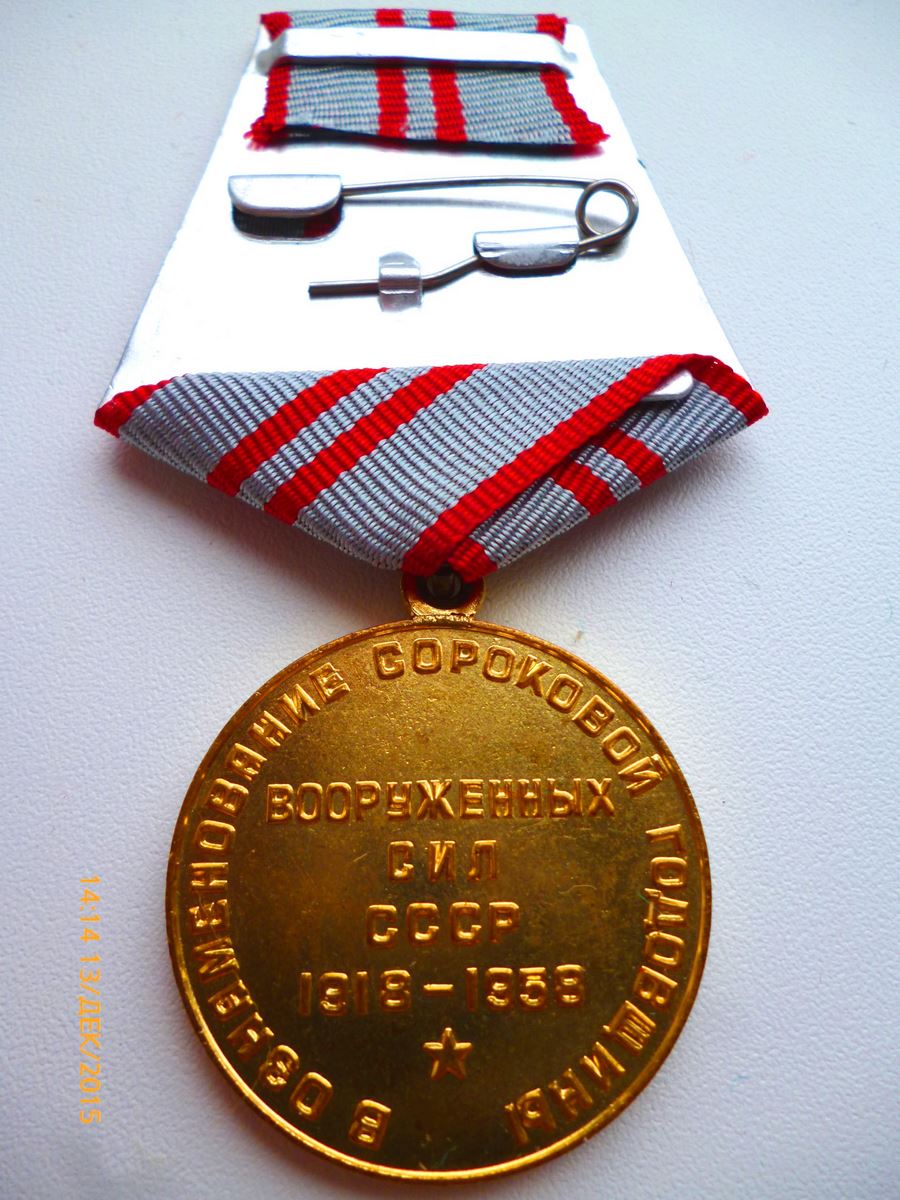 В ОЗНАМЕНОВАНИЕ СОРОКОВОЙ ГОДОВЩИНЫ
ВООРУЖЕННЫХ
СИЛ
СССР
1918-1958
14:14 13/ДЕК/2015